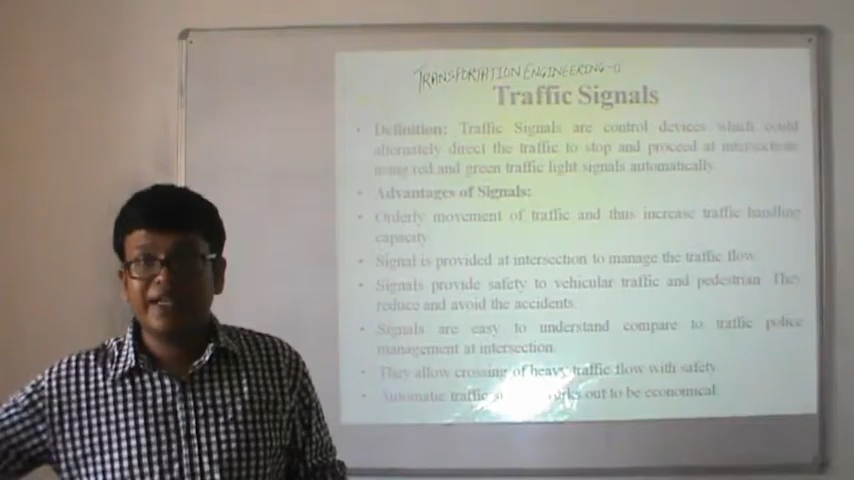 TRANSPORTATION ENGINEERING-II
Traffic Signals
• Definition: Traffic Signals are control devices which could
alternately direct the traffic to stop and proceed at intersections
using red and green traffic light signals automatically.
• Advantages of Signals:
• Orderly movement of traffic and thus increase traffic handling
capacity.
• Signal is provided at intersection to manage the traffic flow.
• Signals provide safety to vehicular traffic and pedestrian. They
reduce and avoid the accidents.
• Signals are easy to understand compare to traffic police
management at intersection.
• They allow crossing of heavy traffic flow with safety.
• Automatic traffic works out to be economical.